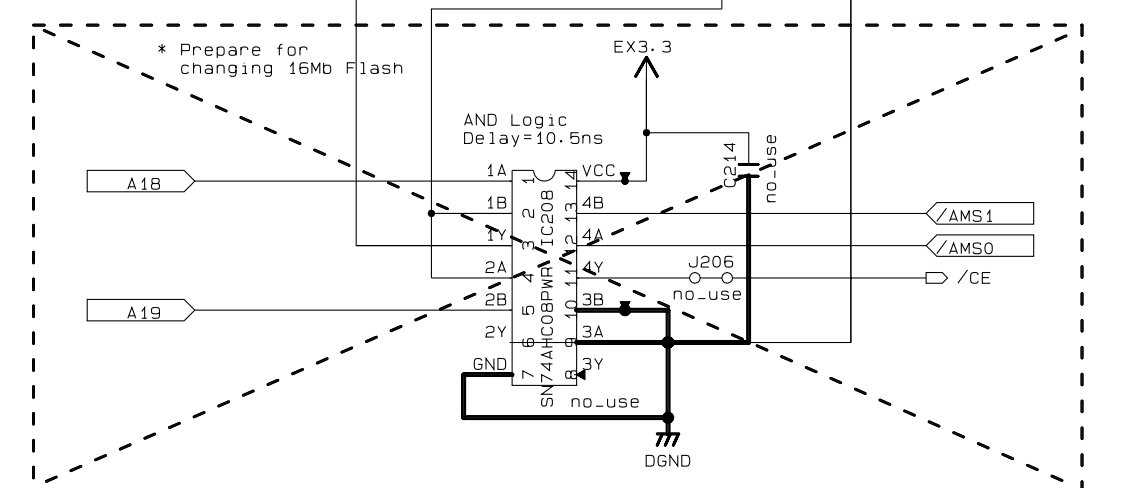 * Prepare for
changing 16Mb Flash
EX3.3
AND Logic
Delay=10.5ns
C214
no_use
A18
1A
1
14
VCC
1B
2
13
4B
/AMS1
1Y
3
12
4A
/AMS0
2A
4
11
4Y
J206
no_use
/CE
A19
2B
5
10
3B
2Y
6
9
3A
GND
7
8
3Y
IC208
SN74AHC08PWR
no_use
DGND